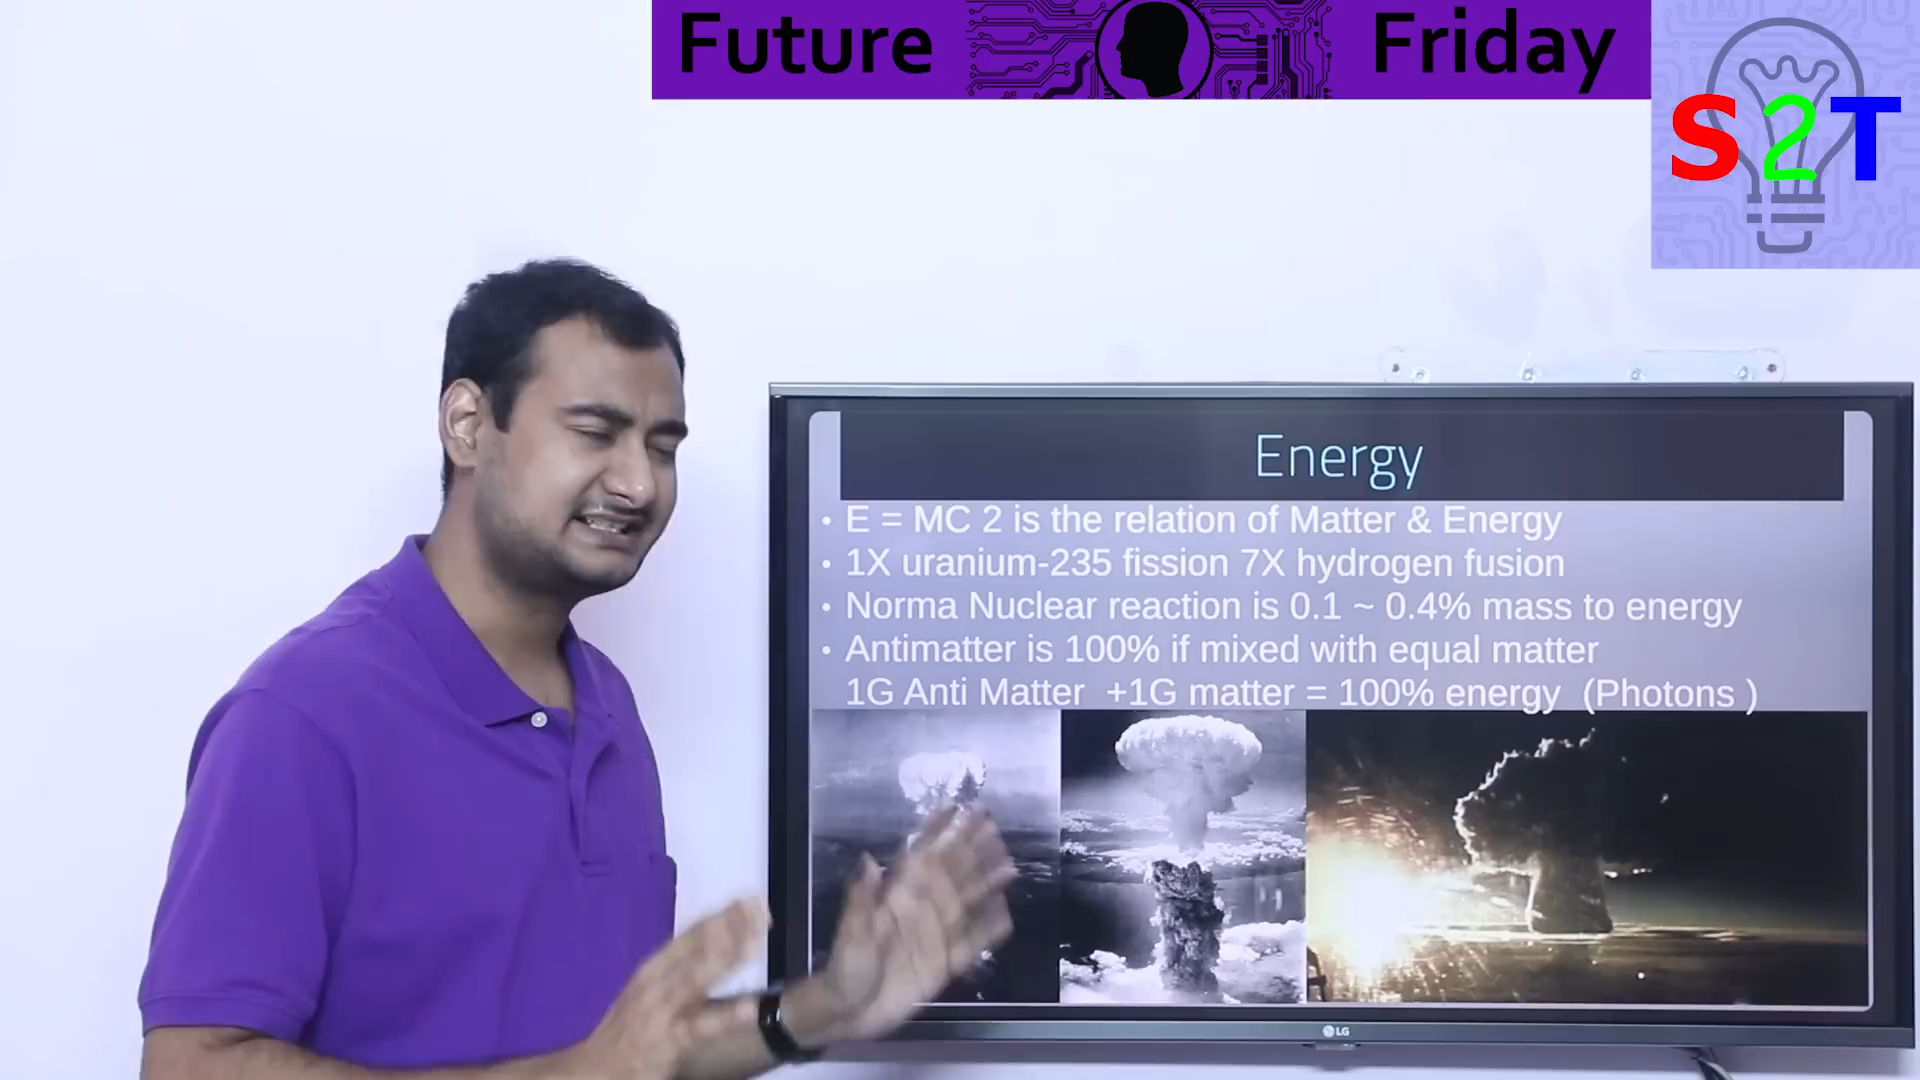 Future Friday
S2T
Energy
• E = MC 2 is the relation of Matter & Energy
• 1X uranium-235 fission 7X hydrogen fusion
• Norma Nuclear reaction is 0.1 ~ 0.4% mass to energy
• Antimatter is 100% if mixed with equal matter
1G Anti Matter +1G matter = 100% energy (Photons )
LG